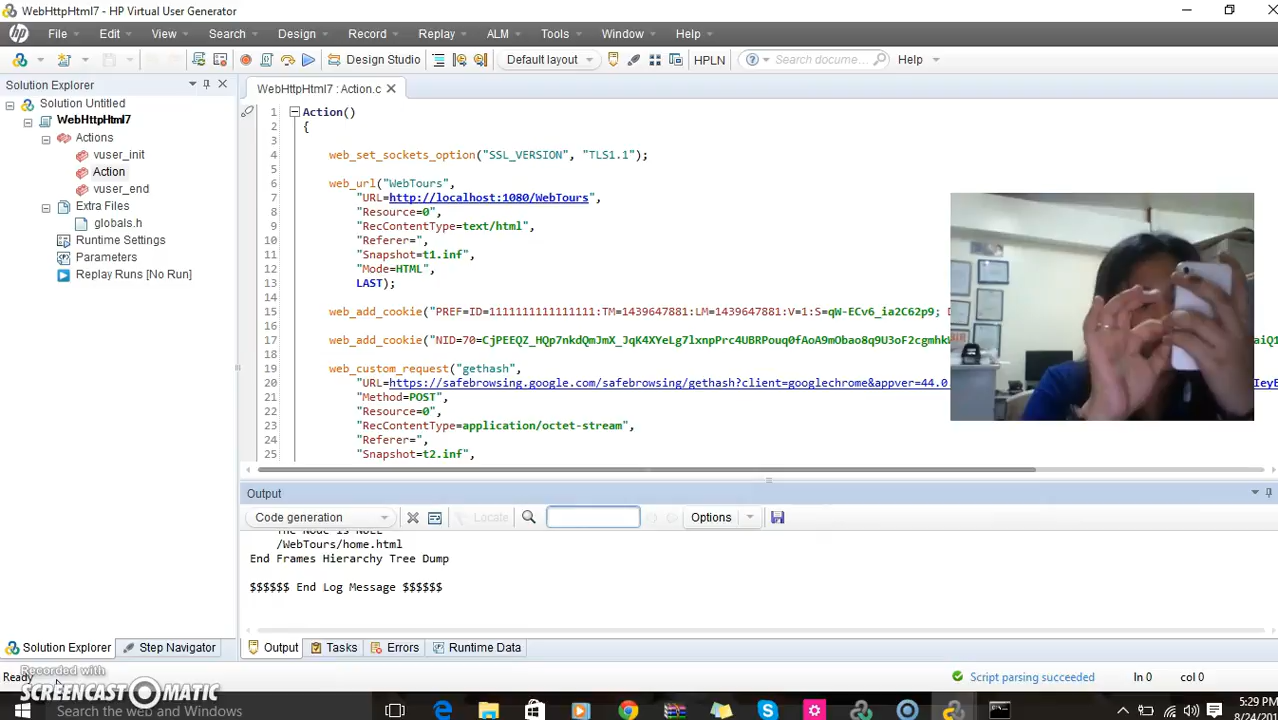 WebHttpHtml7 - HP Virtual User Generator
File Edit View Search Design Record Replay ALM Tools Window Help
Design Studio Default layout HPLN Search docume... Help
Solution Explorer
Solution Untitled
WebHttpHtml7
Actions
vuser_init
Action
vuser_end
Extra Files
globals.h
Runtime Settings
Parameters
Replay Runs [No Run]
WebHttpHtml7 : Action.c
1 Action()
2 {
3
4 web_set_sockets_option("SSL_VERSION", "TLS1.1");
5
6 web_url("WebTours",
7 "URL=http://localhost:1080/WebTours",
8 "Resource=0",
9 "RecContentType=text/html",
10 "Referer=",
11 "Snapshot=t1.inf",
12 "Mode=HTML",
13 LAST);
14
15 web_add_cookie("PREF=ID=1111111111111111:TM=1439647881:LM=1439647881:V=1:S=qW-ECv6_ia2C62p9;
16
17 web_add_cookie("NID=70=
18
19 web_custom_request("gethash",
20 "URL=https://safebrowsing.google.com/safebrowsing/gethash?client=googlechrome&appver=44.0
21 "Method=POST",
22 "Resource=0",
23 "RecContentType=application/octet-stream",
24 "Referer=",
25 "Snapshot=t2.inf",
Output
Code generation Locate Options
/WebTours/home.html
End Frames Hierarchy Tree Dump
$$$$$$ End Log Message $$$$$$
Solution Explorer Step Navigator Output Tasks Errors Runtime Data
Ready Script parsing succeeded ln 0 col 0
Recorded with
SCREENCAST-O-MATIC
Search the web and Windows
5:29 PM